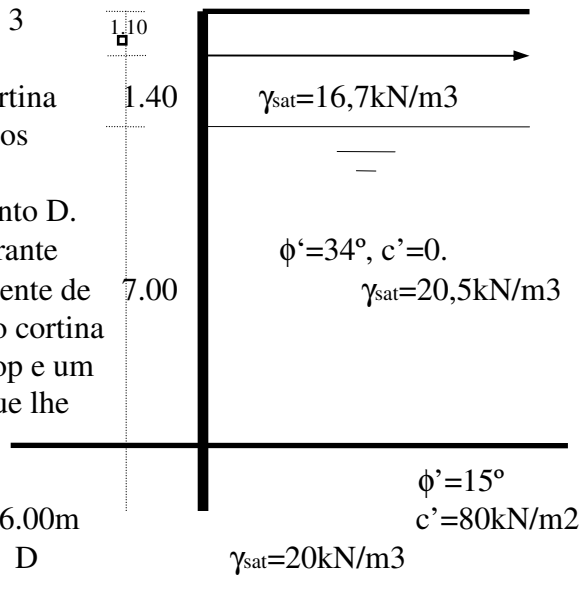 3
1.10
rtina 1.40 γsat=16,7kN/m3
os
nto D.
rante ϕ‘=34º, c’=0.
ente de 7.00 γsat=20,5kN/m3
o cortina
op e um
ue lhe
ϕ’=15º
6.00m c’=80kN/m2
D γsat=20kN/m3